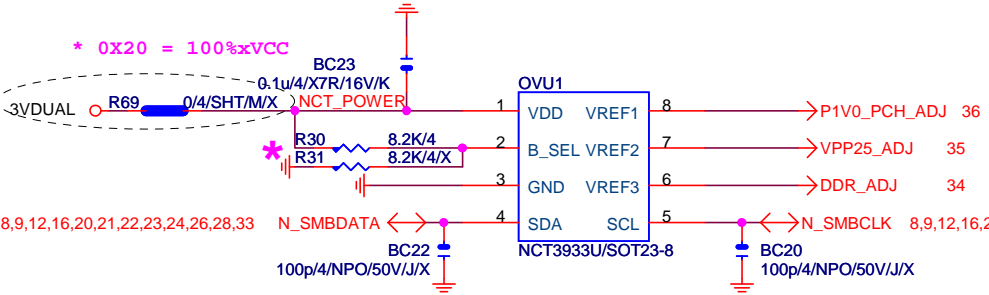 * 0X20 = 100%xVCC
BC23
0.1u/4/X7R/16V/K
OVU1
3VDUAL R69 0/4/SHT/M/X NCT_POWER 1 VDD VREF1 8 P1V0_PCH_ADJ 36
* R30 8.2K/4 2 B_SEL VREF2 7 VPP25_ADJ 35
R31 8.2K/4/X
3 GND VREF3 6 DDR_ADJ 34
8,9,12,16,20,21,22,23,24,26,28,33 N_SMBDATA 4 SDA SCL 5 N_SMBCLK 8,9,12,16,2
BC22 NCT3933U/SOT23-8 BC20
100p/4/NPO/50V/J/X 100p/4/NPO/50V/J/X